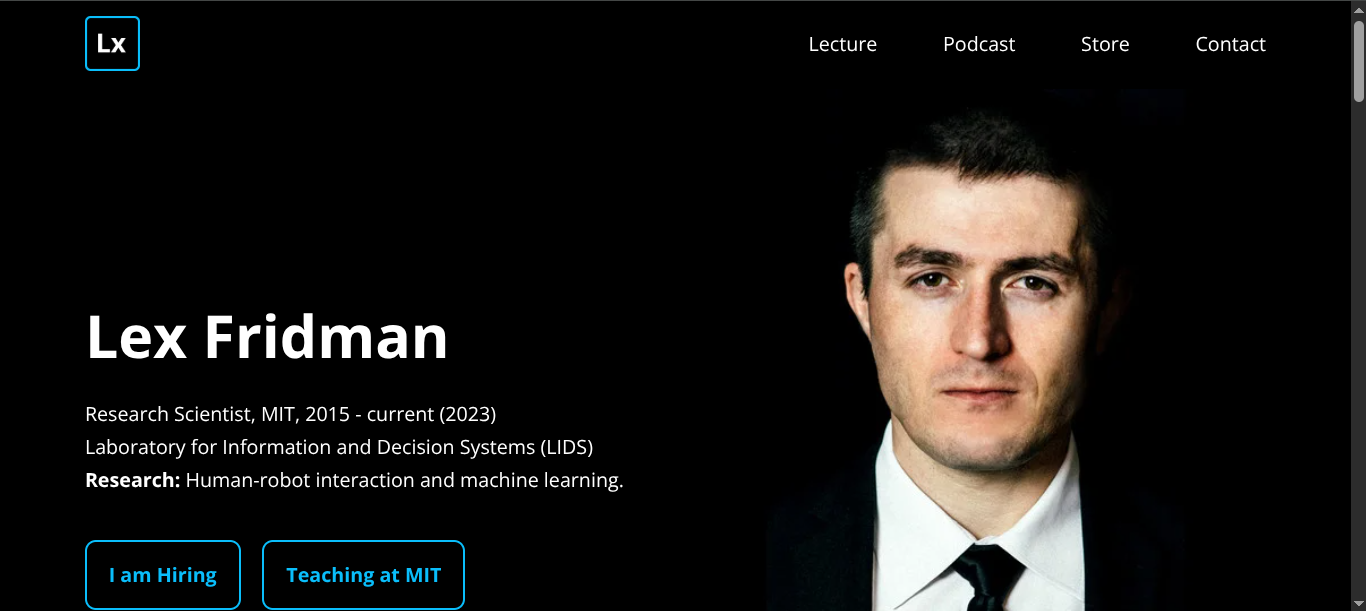 Lx
Lecture Podcast Store Contact
Lex Fridman
Research Scientist, MIT, 2015 - current (2023)
Laboratory for Information and Decision Systems (LIDS)
Research: Human-robot interaction and machine learning.
I am Hiring Teaching at MIT